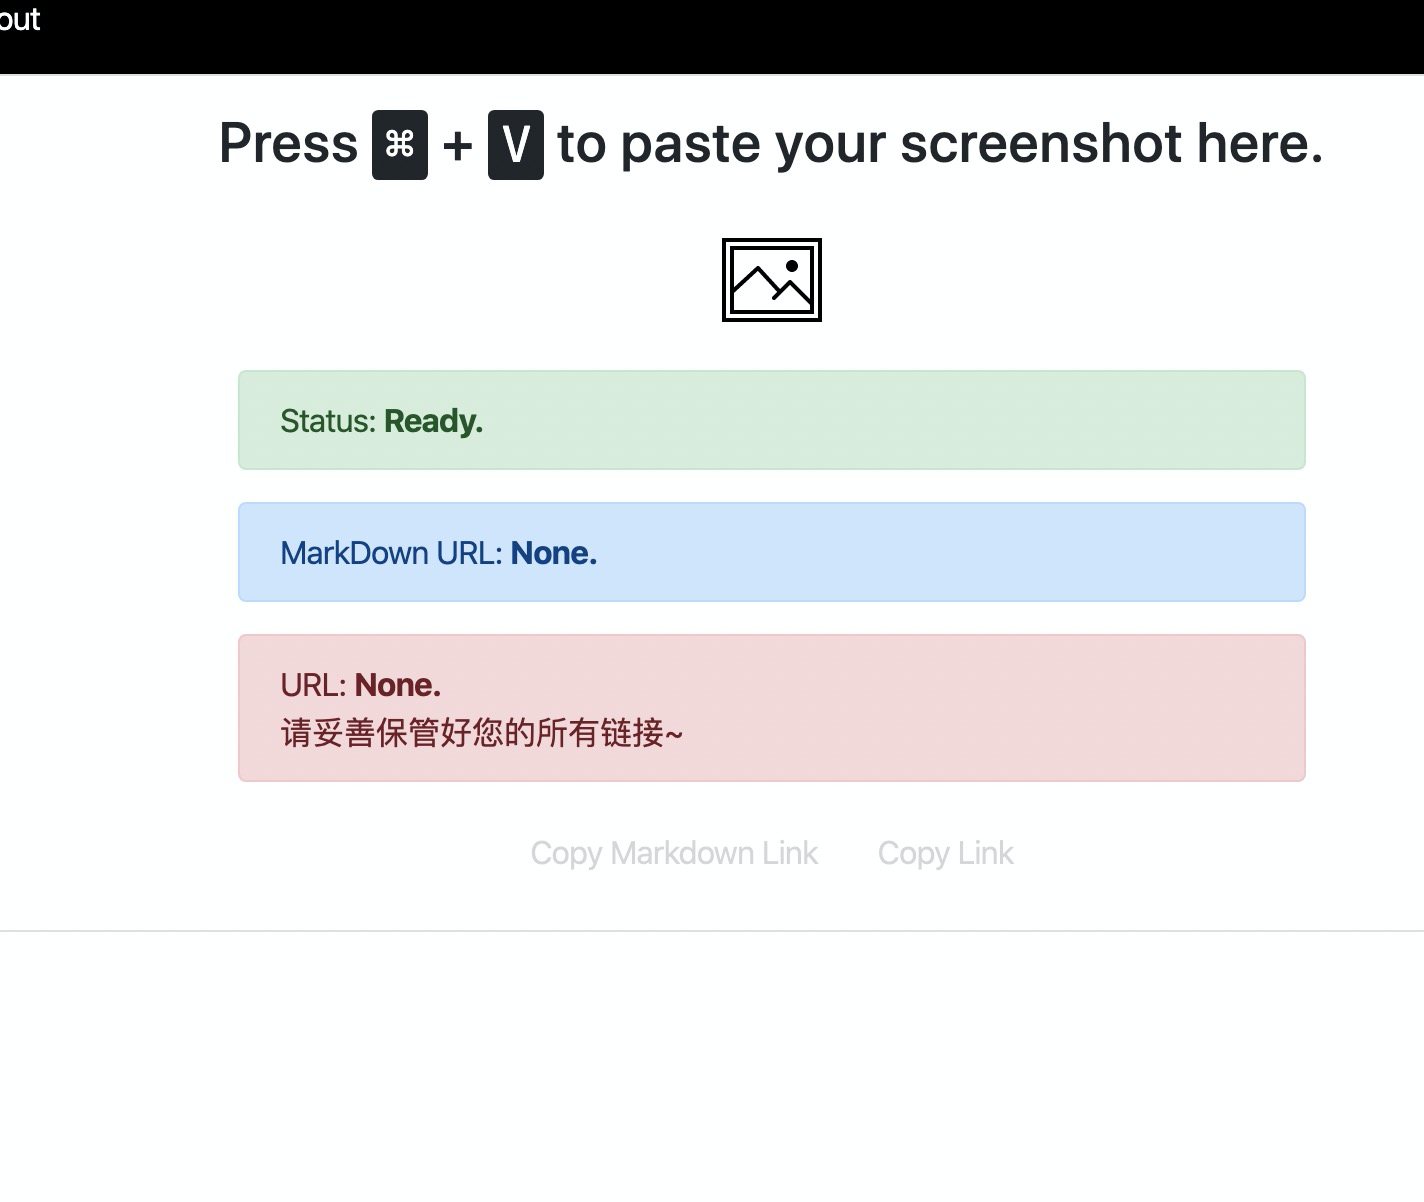 out
Press ⌘ + V to paste your screenshot here.
Status: Ready.
MarkDown URL: None.
URL: None.
请妥善保管好您的所有链接~
Copy Markdown Link Copy Link